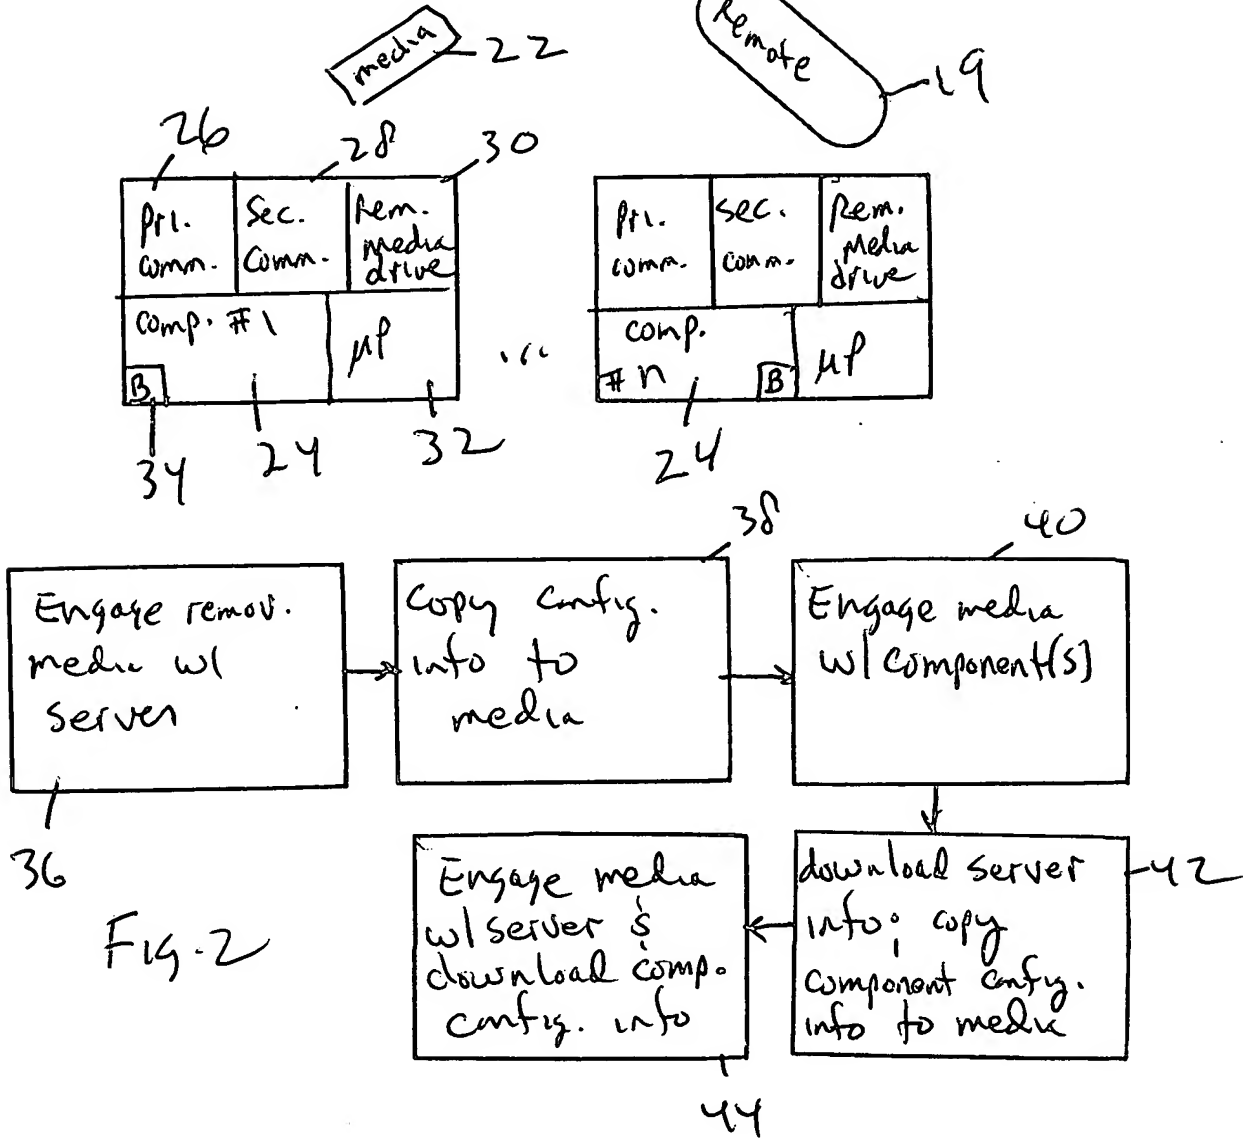 media
22
Remote
19
26
28
30
Pri.
comm.
Sec.
Comm.
Rem.
media
drive
Pri.
comm.
sec.
comm.
Rem.
Media
drive
comp. #1
μP
B
...
comp.
#n
B
μP
34
24
32
24
38
40
Engage remov.
media w/
server
Copy config.
info to
media
Engage media
w/ component(s)
36
Engage media
w/ server &
download comp.
config. info
download server
info; copy
component config.
info to media
42
Fig. 2
44